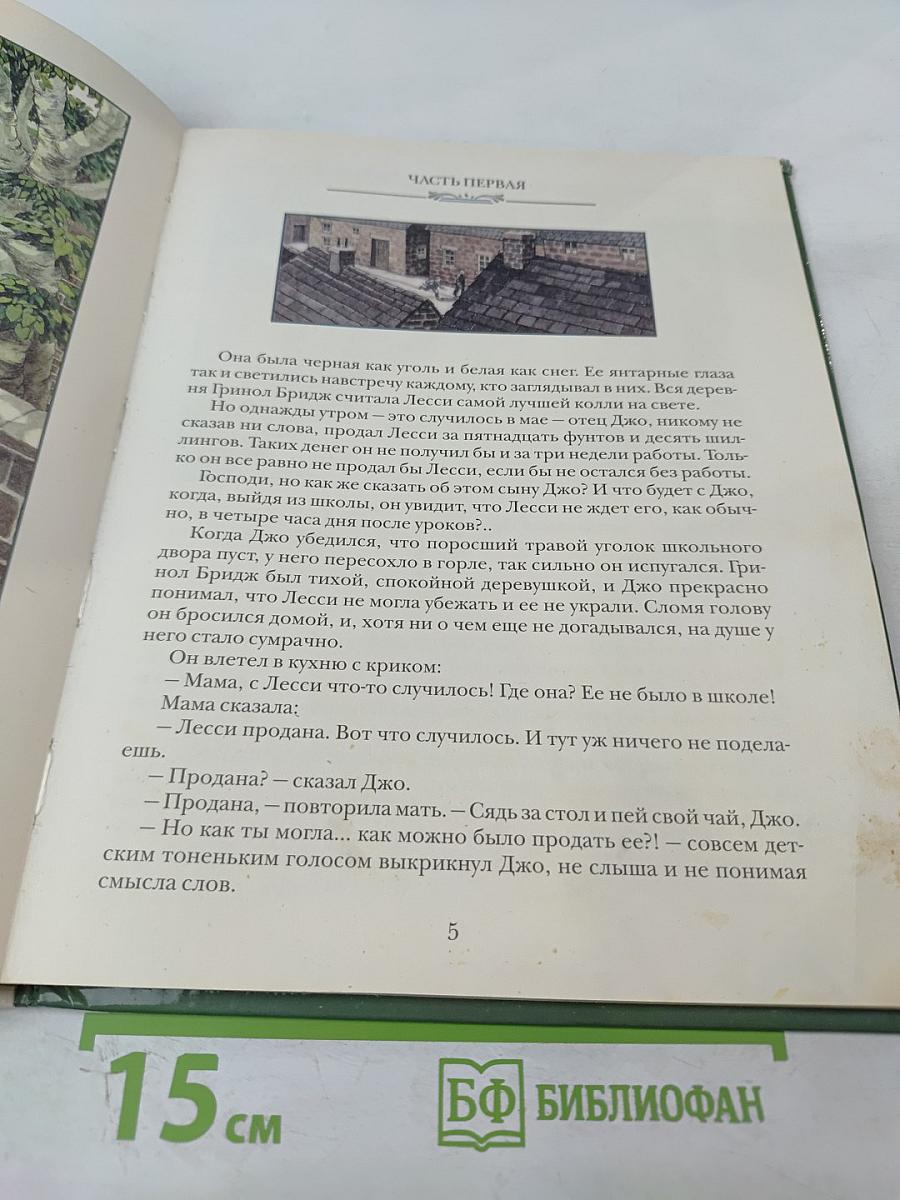 ЧАСТЬ ПЕРВАЯ
Она была черная как уголь и белая как снег. Ее янтарные глаза
так и светились навстречу каждому, кто заглядывал в них. Вся дерев-
ня Гринол Бридж считала Лесси самой лучшей колли на свете.
Но однажды утром — это случилось в мае — отец Джо, никому не
сказав ни слова, продал Лесси за пятнадцать фунтов и десять шил-
лингов. Таких денег он не получил бы и за три недели работы. Толь-
ко он все равно не продал бы Лесси, если бы не остался без работы.
Господи, но как же сказать об этом сыну Джо? И что будет с Джо,
когда, выйдя из школы, он увидит, что Лесси не ждет его, как обыч-
но, в четыре часа дня после уроков?..
Когда Джо убедился, что поросший травой уголок школьного
двора пуст, у него пересохло в горле, так сильно он испугался. Гри-
нол Бридж был тихой, спокойной деревушкой, и Джо прекрасно
понимал, что Лесси не могла убежать и ее не украли. Сломя голову
он бросился домой, и, хотя ни о чем еще не догадывался, на душе у
него стало сумрачно.
Он влетел в кухню с криком:
— Мама, с Лесси что-то случилось! Где она? Ее не было в школе!
Мама сказала:
— Лесси продана. Вот что случилось. И тут уж ничего не подела-
ешь.
— Продана? — сказал Джо.
— Продана, — повторила мать. — Сядь за стол и пей свой чай, Джо.
— Но как ты могла... как можно было продать ее?! — совсем дет-
ским тоненьким голосом выкрикнул Джо, не слыша и не понимая
смысла слов.
5
15 см
БФ БИБЛИОФАН